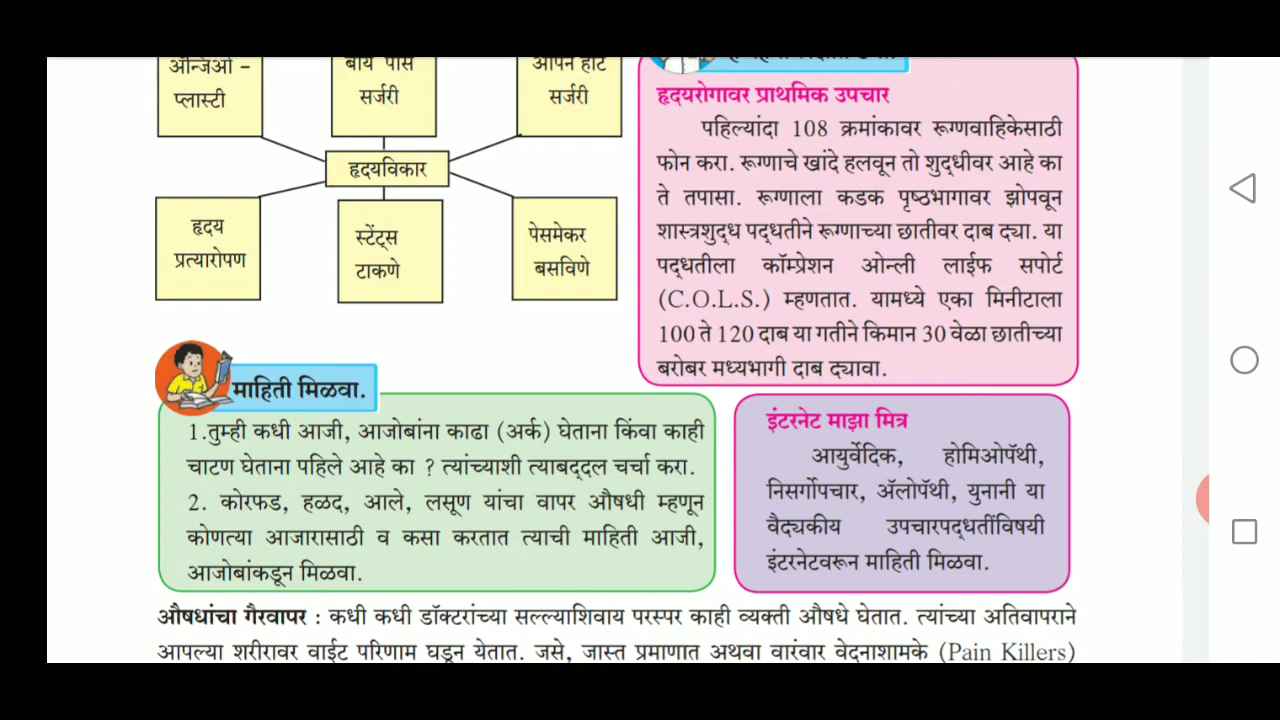 ॲन्जिओ –
प्लास्टी
बाय पास
सर्जरी
ओपन हार्ट
सर्जरी
हृदयविकार
हृदय
प्रत्यारोपण
स्टेंट्स
टाकणे
पेसमेकर
बसविणे
माहिती मिळवा.
1.तुम्ही कधी आजी, आजोबांना काढा (अर्क) घेताना किंवा काही
चाटण घेताना पहिले आहे का ? त्यांच्याशी त्याबद्दल चर्चा करा.
2. कोरफड, हळद, आले, लसूण यांचा वापर औषधी म्हणून
कोणत्या आजारासाठी व कसा करतात त्याची माहिती आजी,
आजोबांकडून मिळवा.
हृदयरोगावर प्राथमिक उपचार
पहिल्यांदा 108 क्रमांकावर रूग्णवाहिकेसाठी
फोन करा. रूग्णाचे खांदे हलवून तो शुद्धीवर आहे का
ते तपासा. रूग्णाला कडक पृष्ठभागावर झोपवून
शास्त्रशुद्ध पद्धतीने रूग्णाच्या छातीवर दाब द्या. या
पद्धतीला कॉम्प्रेशन ओन्ली लाईफ सपोर्ट
(C.O.L.S.) म्हणतात. यामध्ये एका मिनीटाला
100 ते 120 दाब या गतीने किमान 30 वेळा छातीच्या
बरोबर मध्यभागी दाब द्यावा.
इंटरनेट माझा मित्र
आयुर्वेदिक, होमिओपॅथी,
निसर्गोपचार, ॲलोपॅथी, युनानी या
वैद्यकीय उपचारपद्धतींविषयी
इंटरनेटवरून माहिती मिळवा.
औषधांचा गैरवापर : कधी कधी डॉक्टरांच्या सल्ल्याशिवाय परस्पर काही व्यक्ती औषधे घेतात. त्यांच्या अतिवापराने
आपल्या शरीरावर वाईट परिणाम घडून येतात. जसे, जास्त प्रमाणात अथवा वारंवार वेदनाशामके (Pain Killers)